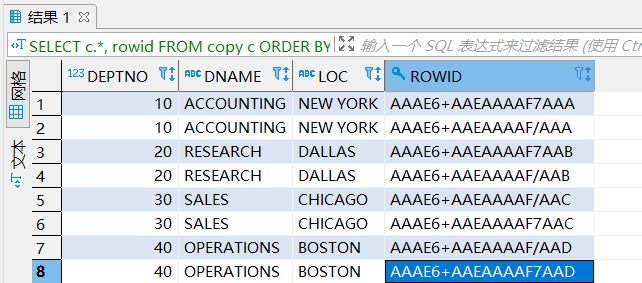 结果 1
SELECT c.*, rowid FROM copy c ORDER BY 输入一个 SQL 表达式来过滤结果 (使用 Ctr
网格
文本
123 DEPTNO ABC DNAME ABC LOC ROWID
1 10 ACCOUNTING NEW YORK AAAE6+AAEAAAAF7AAA
2 10 ACCOUNTING NEW YORK AAAE6+AAEAAAAF/AAA
3 20 RESEARCH DALLAS AAAE6+AAEAAAAF7AAB
4 20 RESEARCH DALLAS AAAE6+AAEAAAAF/AAB
5 30 SALES CHICAGO AAAE6+AAEAAAAF/AAC
6 30 SALES CHICAGO AAAE6+AAEAAAAF7AAC
7 40 OPERATIONS BOSTON AAAE6+AAEAAAAF/AAD
8 40 OPERATIONS BOSTON AAAE6+AAEAAAAF7AAD